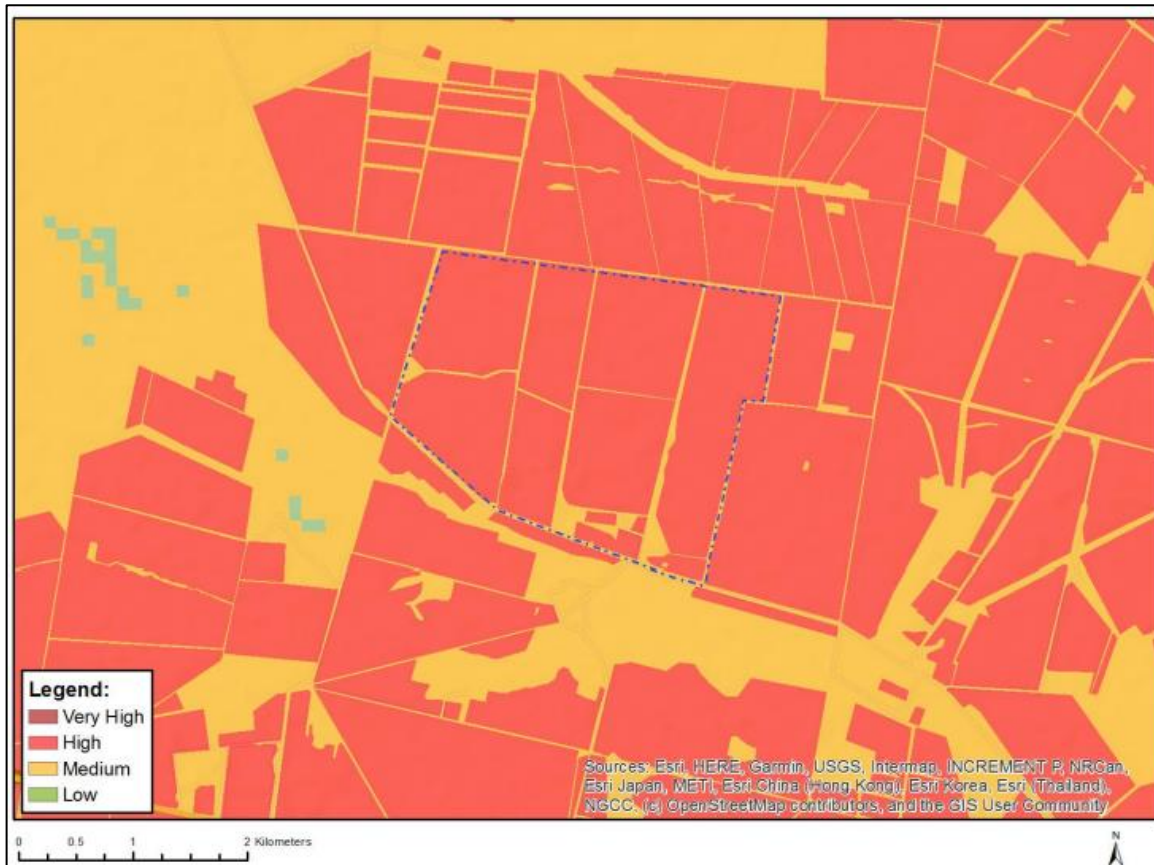 Legend:
Very High
High
Medium
Low
Sources: Esri, HERE, Garmin, USGS, Intermap, INCREMENT P, NRCan,
Esri Japan, METI, Esri China (Hong Kong), Esri Korea, Esri (Thailand),
NGCC, (c) OpenStreetMap contributors, and the GIS User Community
0 0.5 1 2 Kilometers
N